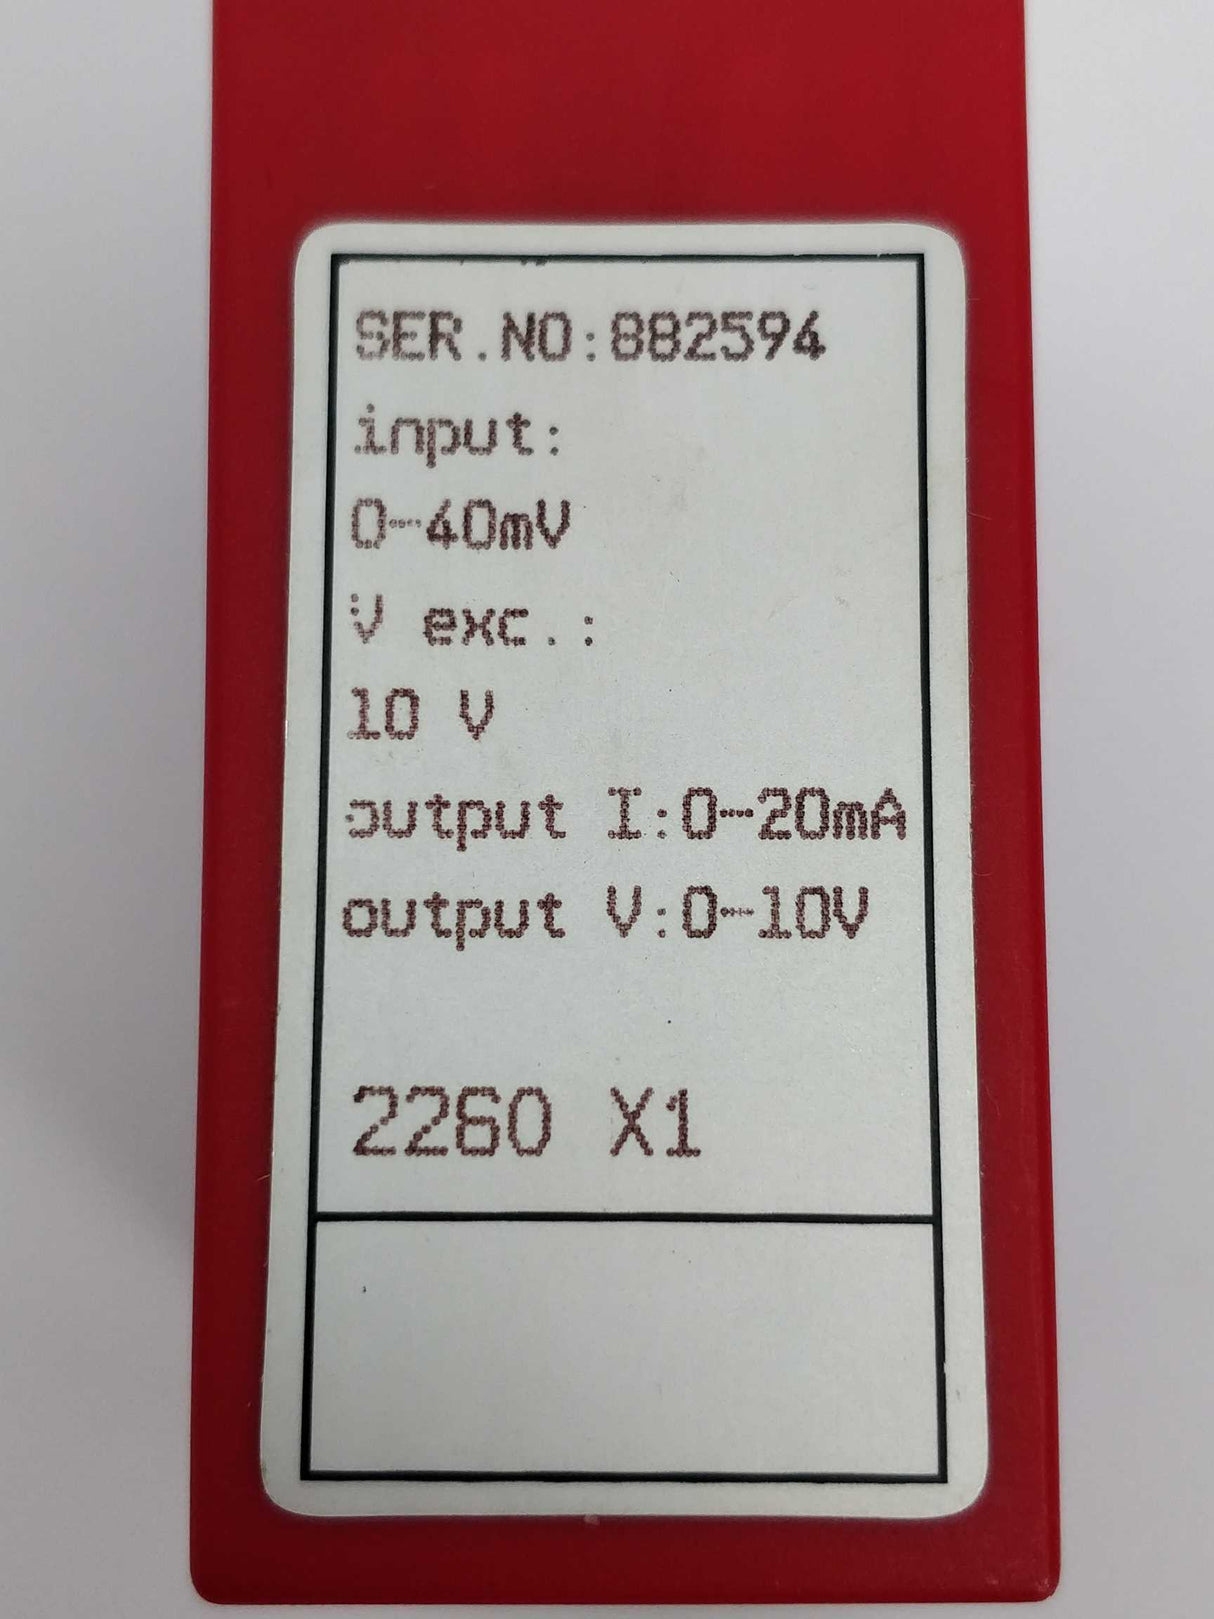 SER.NO:882594
input:
0-40mV
V exc.:
10 V
output I:0-20mA
output V:0-10V
2260 X1